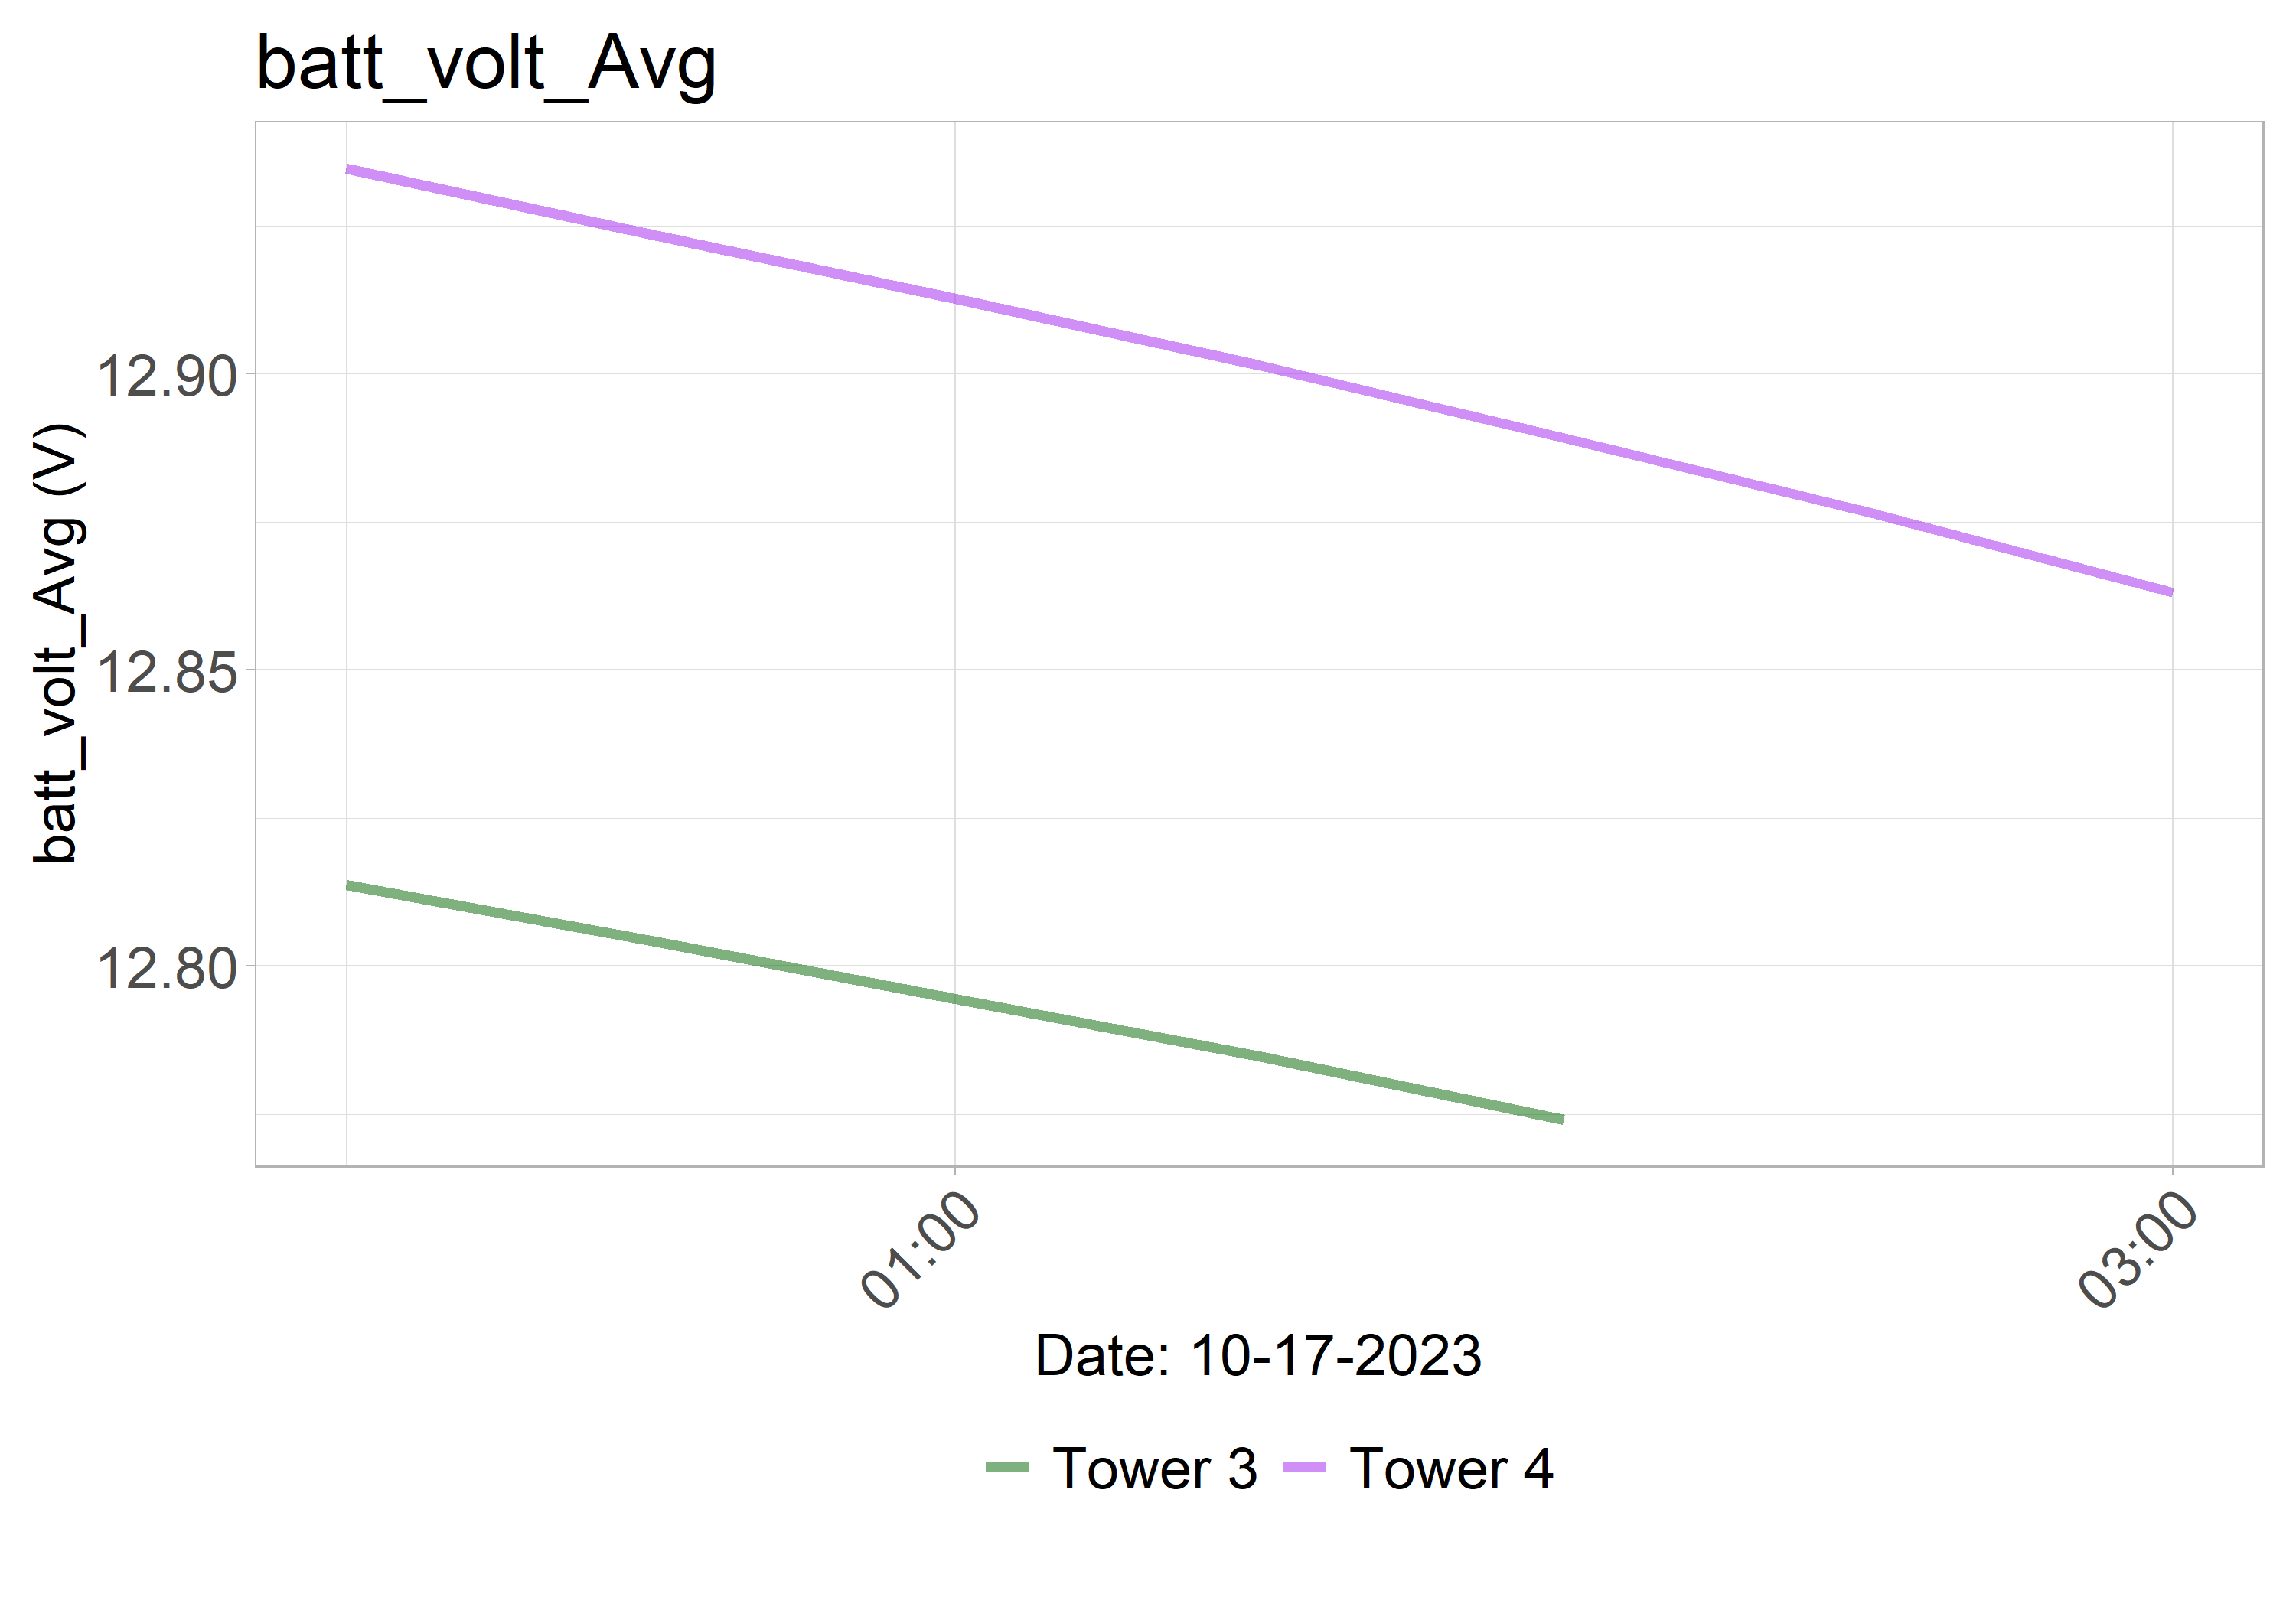 batt_volt_Avg
batt_volt_Avg (V)
12.90
12.85
12.80
01:00
03:00
Date: 10-17-2023
Tower 3
Tower 4